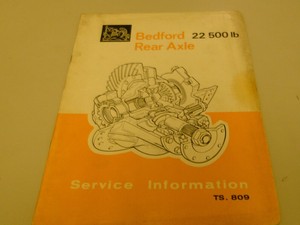 Bedford 22 500 lb
Rear Axle
Service Information
TS. 809